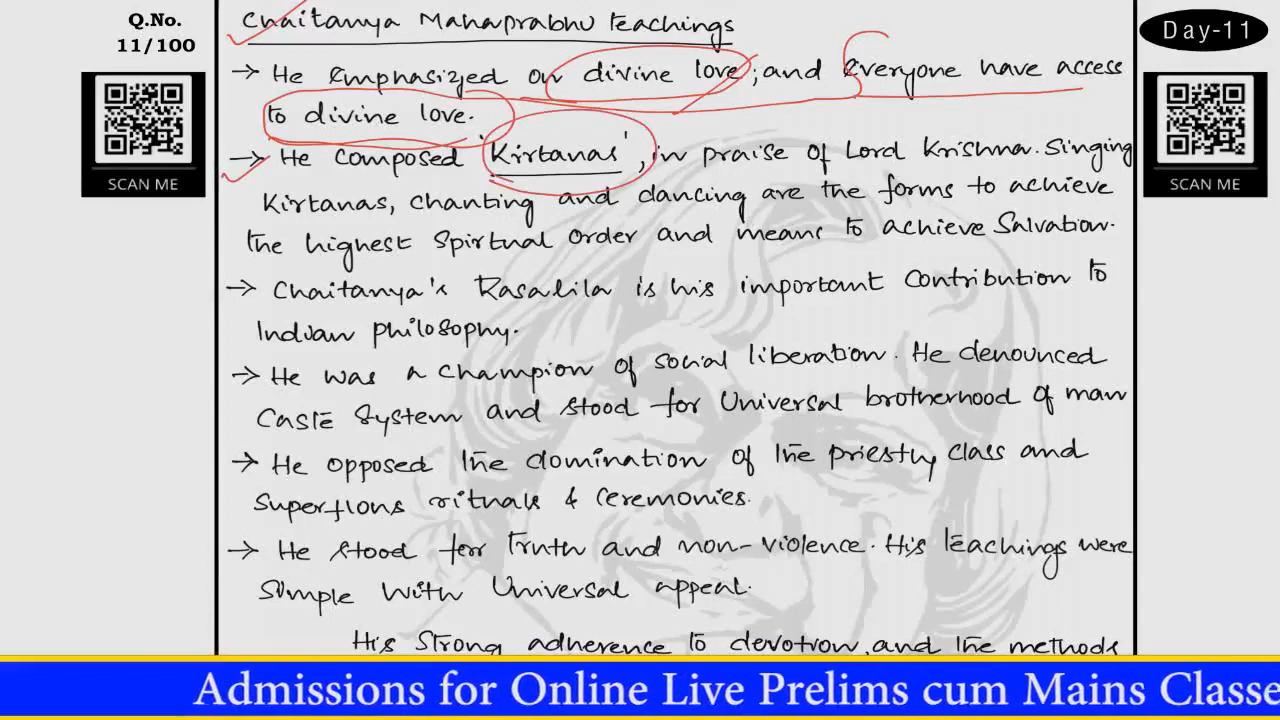 Q.No.
11/100
SCAN ME
Chaitanya Mahaprabhu teachings
Day-11
SCAN ME
→ He emphasized on divine love, and everyone have access
to divine love.
→ He composed 'Kirtanas', in praise of Lord Krishna. Singing
Kirtanas, chanting and dancing are the forms to achieve
the highest spirtual order and means to achieve Salvation.
→ Chaitanya's Rasalila is his important contribution to
Indian philosophy.
→ He was a champion of social liberation. He denounced
Caste System and stood for Universal brotherhood of man
→ He opposed the domination of the priestly class and
superflous rituals & ceremonies.
→ He stood for truth and non-violence. His teachings were
simple with Universal appeal.
His strong adherence to devotion, and the methods
Admissions for Online Live Prelims cum Mains Classe